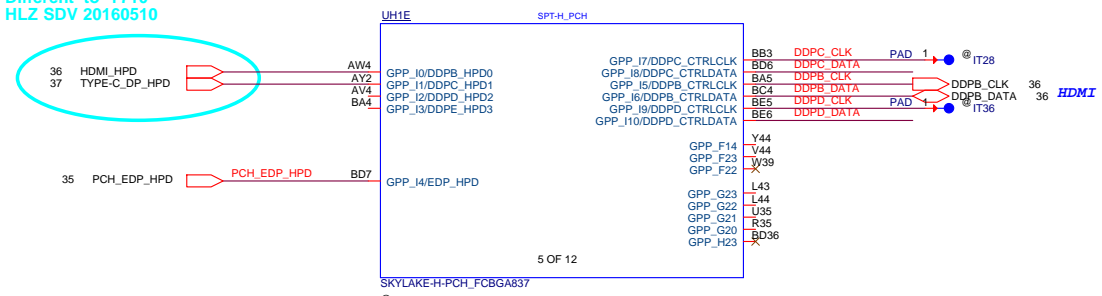 HLZ SDV 20160510
UH1E
SPT-H_PCH
36 HDMI_HPD
37 TYPE-C_DP_HPD
AW4
AY2
AV4
BA4
GPP_I0/DDPB_HPD0
GPP_I1/DDPC_HPD1
GPP_I2/DDPD_HPD2
GPP_I3/DDPE_HPD3
GPP_I7/DDPC_CTRLCLK
GPP_I8/DDPC_CTRLDATA
GPP_I5/DDPB_CTRLCLK
GPP_I6/DDPB_CTRLDATA
GPP_I9/DDPD_CTRLCLK
GPP_I10/DDPD_CTRLDATA
BB3 DDPC_CLK PAD 1 @ IT28
BD6 DDPC_DATA
BA5 DDPB_CLK DDPB_CLK 36
BC4 DDPB_DATA DDPB_DATA 36 HDMI
BE5 DDPD_CLK PAD 1 @ IT36
BE6 DDPD_DATA
GPP_F14 Y44
GPP_F23 V44
GPP_F22 W39
35 PCH_EDP_HPD PCH_EDP_HPD BD7 GPP_I4/EDP_HPD
GPP_G23 L43
GPP_G22 L44
GPP_G21 U35
GPP_G20 R35
GPP_H23 BD36
5 OF 12
SKYLAKE-H-PCH_FCBGA837